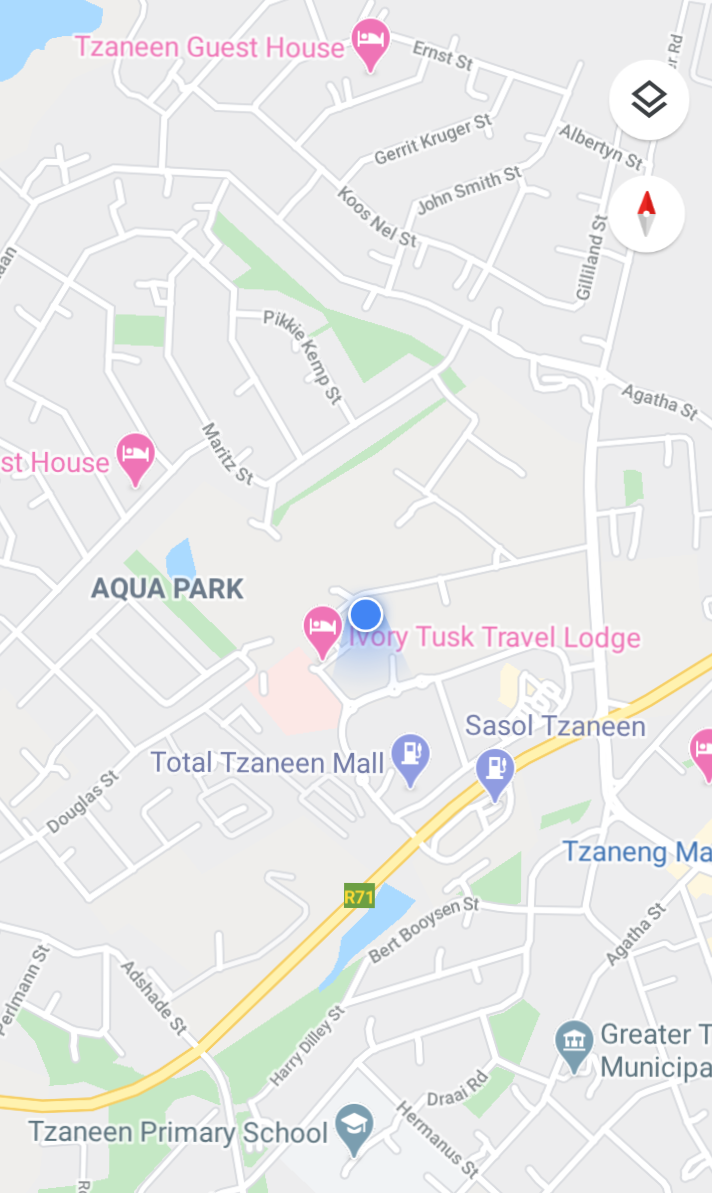 Tzaneen Guest House
Ernst St
Gerrit Kruger St
Albertyn St
John Smith St
Koos Nel St
Gilliland St
Pikkie Kemp St
Agatha St
Maritz St
st House
AQUA PARK
Ivory Tusk Travel Lodge
Sasol Tzaneen
Total Tzaneen Mall
Douglas St
Tzaneng Ma
R71
Bert Booysen St
Agatha St
Perlmann St
Adshade St
Harry Dilley St
Greater T
Municipa
Draai Rd
Tzaneen Primary School
Hermanus St